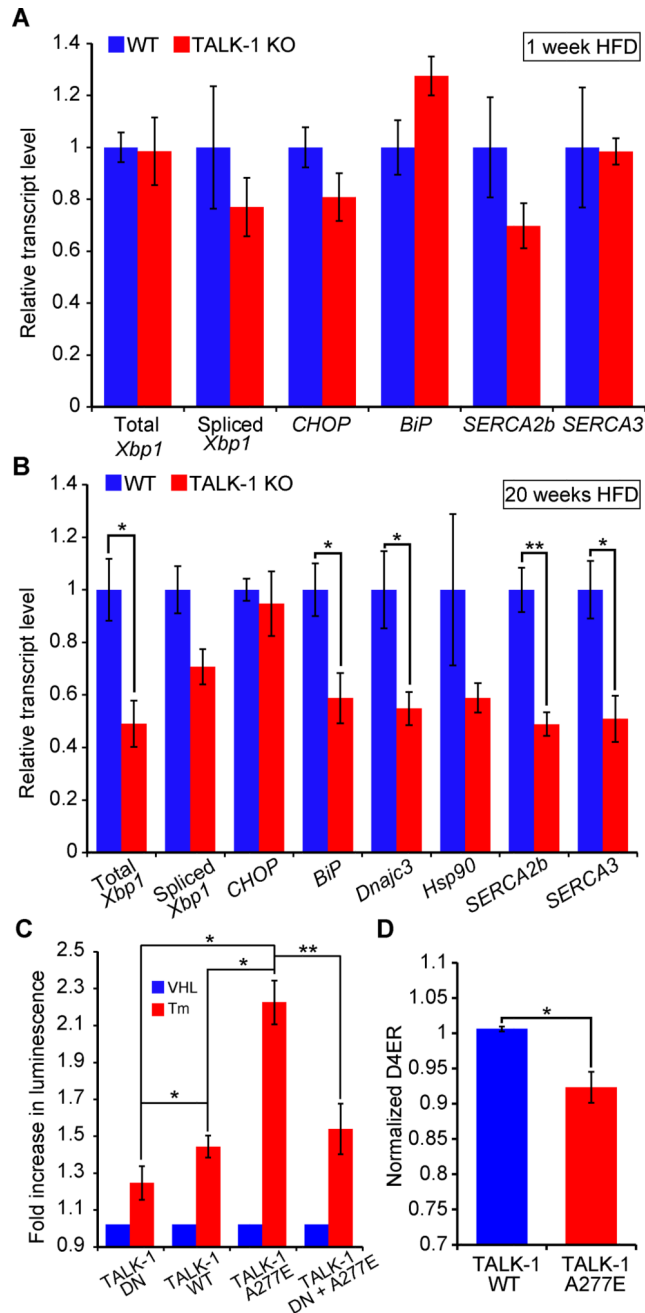 A
WT TALK-1 KO
1 week HFD
Relative transcript level
1.4
1.2
1
0.8
0.6
0.4
0.2
0
Total
Xbp1
Spliced
Xbp1
CHOP
BiP
SERCA2b
SERCA3
B
WT TALK-1 KO
20 weeks HFD
Relative transcript level
1.4
1.2
1
0.8
0.6
0.4
0.2
0
*
*
*
**
*
Total
Xbp1
Spliced
Xbp1
CHOP
BiP
Dnajc3
Hsp90
SERCA2b
SERCA3
C
Fold increase in luminescence
2.5
2.3
2.1
1.9
1.7
1.5
1.3
1.1
0.9
VHL
Tm
*
*
**
*
TALK-1
DN
TALK-1
WT
TALK-1
A277E
TALK-1
DN + A277E
D
Normalized D4ER
1.1
1.05
1
0.95
0.9
0.85
0.8
0.75
0.7
*
TALK-1
WT
TALK-1
A277E